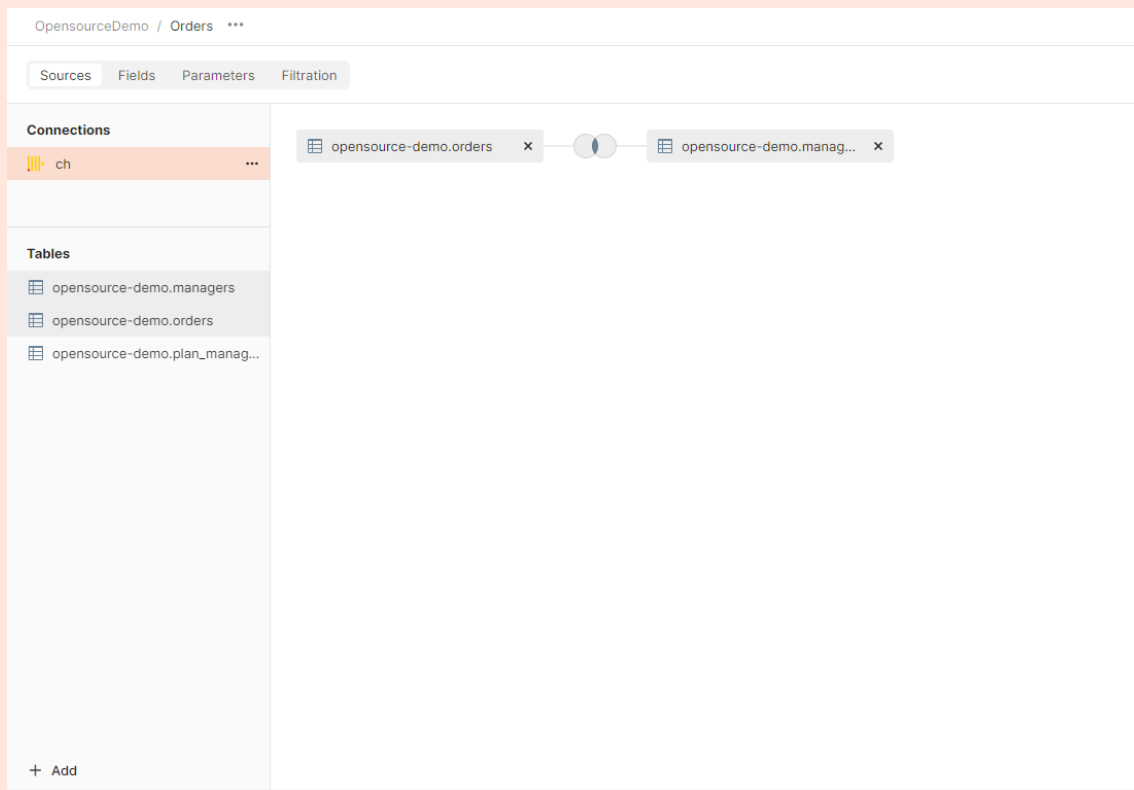 OpensourceDemo / Orders
Sources Fields Parameters Filtration
Connections
ch
opensource-demo.orders opensource-demo.manag...
Tables
opensource-demo.managers
opensource-demo.orders
opensource-demo.plan_manag...
+ Add